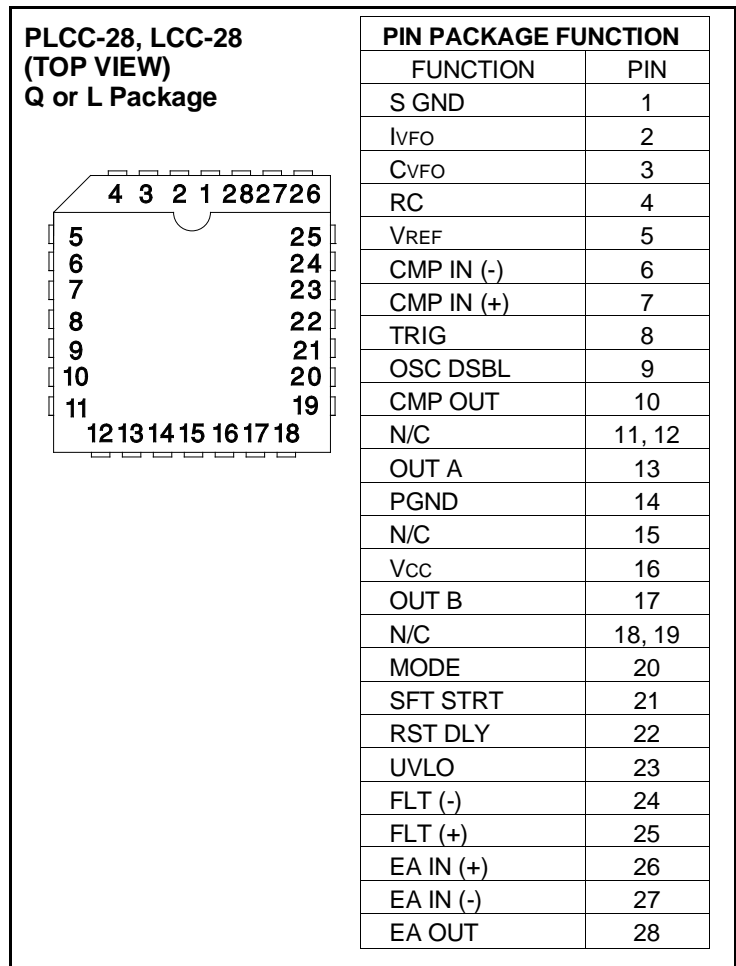 PLCC-28, LCC-28
(TOP VIEW)
Q or L Package
4 3 2 1 28 27 26
5 25
6 24
7 23
8 22
9 21
10 20
11 19
12 13 14 15 16 17 18
PIN PACKAGE FUNCTION
FUNCTION PIN
S GND 1
IVFO 2
CVFO 3
RC 4
VREF 5
CMP IN (-) 6
CMP IN (+) 7
TRIG 8
OSC DSBL 9
CMP OUT 10
N/C 11, 12
OUT A 13
PGND 14
N/C 15
VCC 16
OUT B 17
N/C 18, 19
MODE 20
SFT STRT 21
RST DLY 22
UVLO 23
FLT (-) 24
FLT (+) 25
EA IN (+) 26
EA IN (-) 27
EA OUT 28